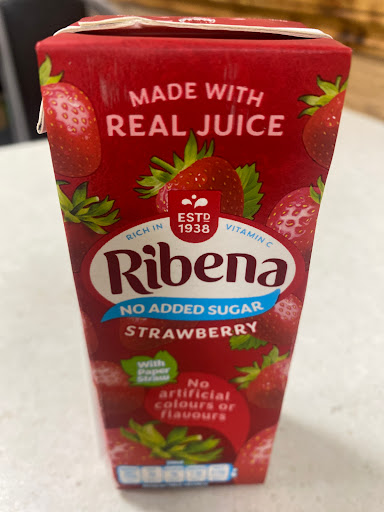 MADE WITH
REAL JUICE
ESTD
1938
RICH IN VITAMIN C
Ribena
NO ADDED SUGAR
STRAWBERRY
With
Paper
Straw
No
artificial
colours or
flavours